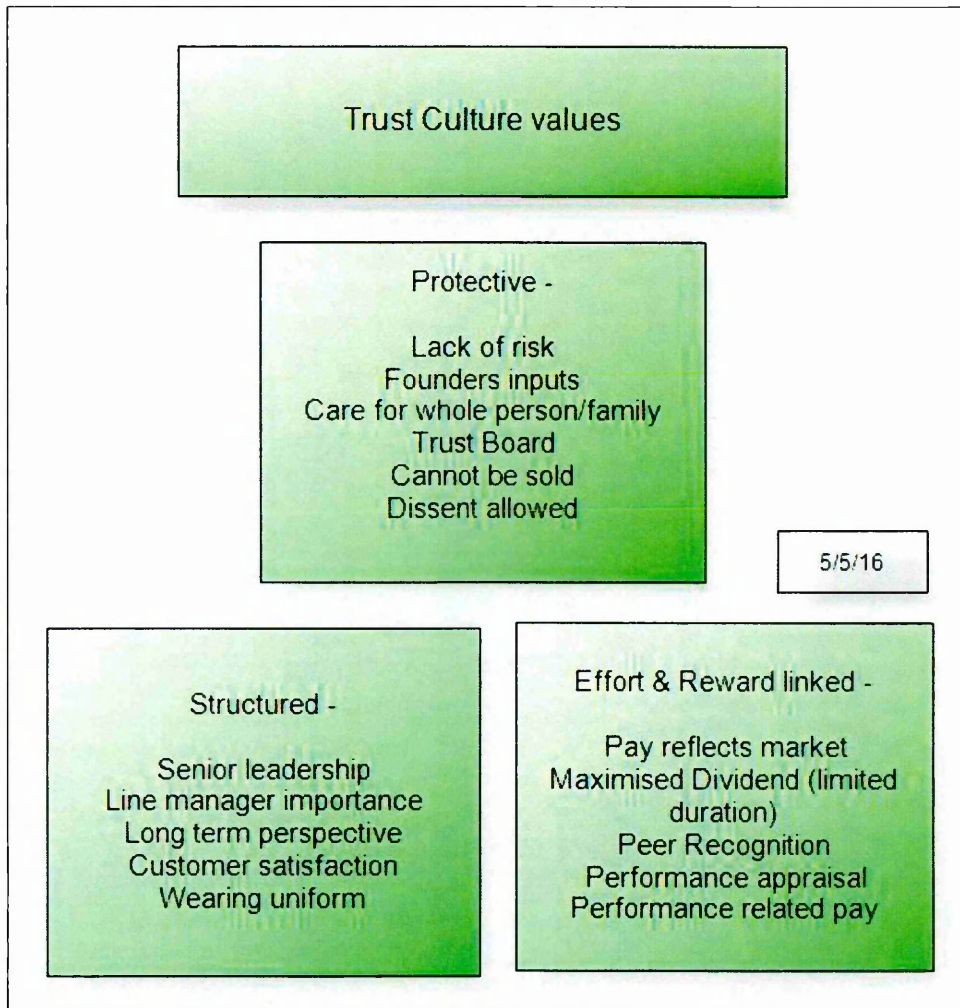 Trust Culture values
Protective -
Lack of risk
Founders inputs
Care for whole person/family
Trust Board
Cannot be sold
Dissent allowed
5/5/16
Structured -
Senior leadership
Line manager importance
Long term perspective
Customer satisfaction
Wearing uniform
Effort & Reward linked -
Pay reflects market
Maximised Dividend (limited
duration)
Peer Recognition
Performance appraisal
Performance related pay